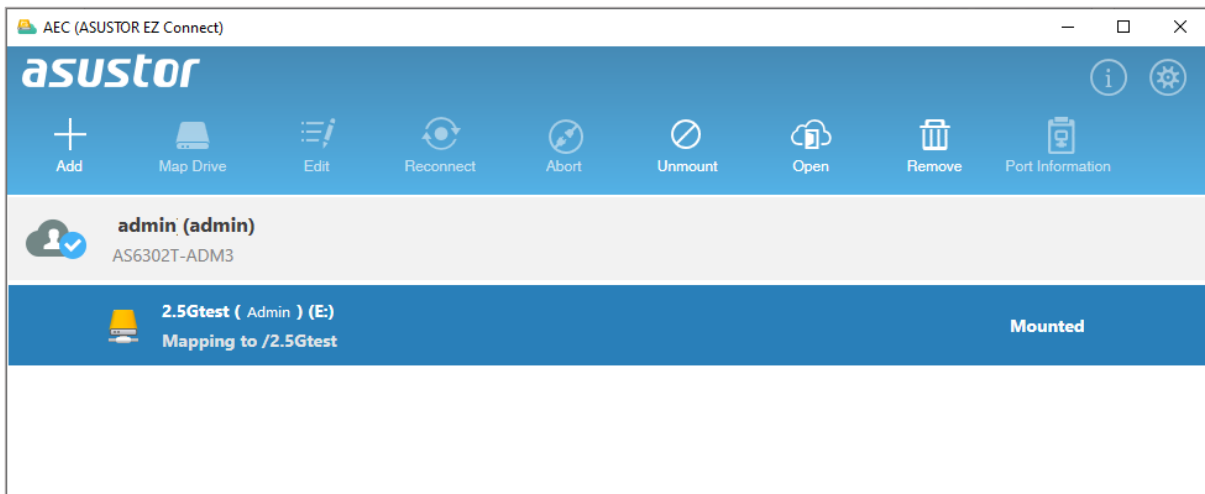 AEC (ASUSTOR EZ Connect)
asustor
Add Map Drive Edit Reconnect Abort Unmount Open Remove Port Information
admin (admin)
AS6302T-ADM3
2.5Gtest ( Admin ) (E:)
Mapping to /2.5Gtest
Mounted